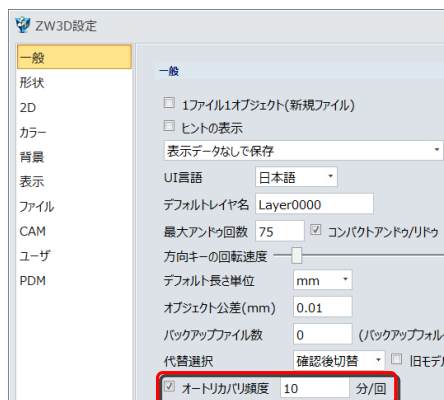 ZW3D設定
一般
形状
2D
カラー
背景
表示
ファイル
CAM
ユーザ
PDM
一般
1ファイル1オブジェクト(新規ファイル)
ヒントの表示
表示データなしで保存
UI言語 日本語
デフォルトレイヤ名 Layer0000
最大アンドゥ回数 75 コンパクトアンドゥ/リドゥ
方向キーの回転速度
デフォルト長さ単位 mm
オブジェクト公差(mm) 0.01
バックアップファイル数 0 (バックアップフォル
代替選択 確認後切替 旧モデ
オートリカバリ頻度 10 分/回